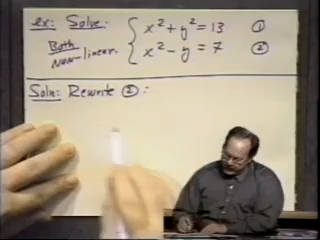 ex: Solve: { x² + y² = 13 ①
Both Non-linear. { x² - y = 7 ②
Soln: Rewrite ②: